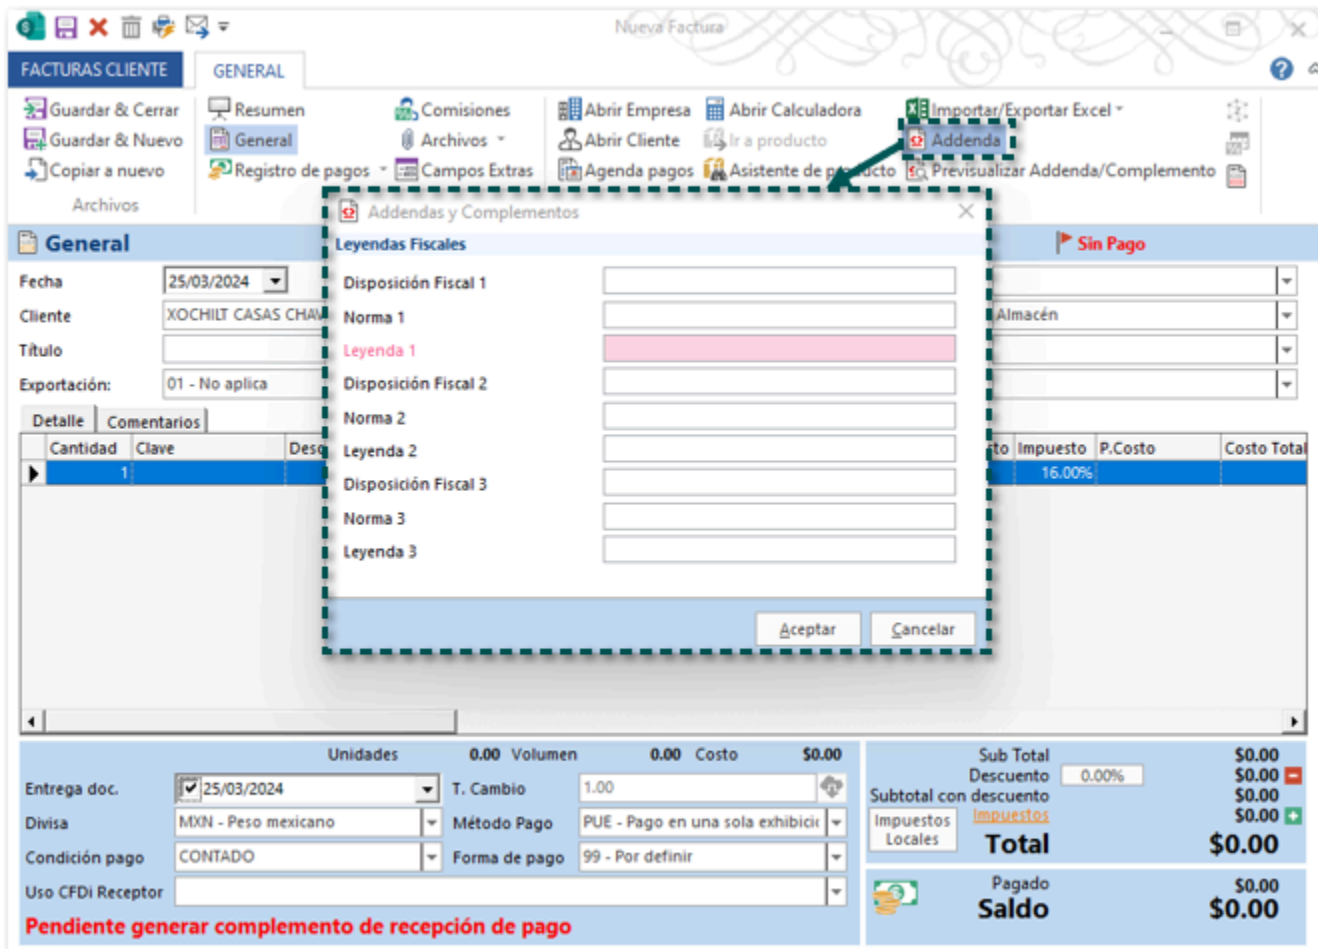 Nueva Factura
FACTURAS CLIENTE GENERAL
Guardar & Cerrar Resumen Comisiones Abrir Empresa Abrir Calculadora Importar/Exportar Excel
Guardar & Nuevo General Archivos Abrir Cliente Ir a producto Addenda
Copiar a nuevo Registro de pagos Campos Extras Agenda pagos Asistente de producto Previsualizar Addenda/Complemento
Archivos
Addendas y Complementos
General Sin Pago
Leyendas Fiscales
Fecha 25/03/2024 Disposición Fiscal 1
Cliente XOCHILT CASAS CHAV Norma 1 Almacén
Título Leyenda 1
Exportación: 01 - No aplica Disposición Fiscal 2
Detalle Comentarios Norma 2
Cantidad Clave Desc Leyenda 2 to Impuesto P.Costo Costo Total
1 16.00%
Disposición Fiscal 3
Norma 3
Leyenda 3
Aceptar Cancelar
Unidades 0.00 Volumen 0.00 Costo $0.00 Sub Total $0.00
Descuento 0.00% $0.00
Entrega doc. 25/03/2024 T. Cambio 1.00 Subtotal con descuento $0.00
Divisa MXN - Peso mexicano Método Pago PUE - Pago en una sola exhibici Impuestos Locales Impuestos $0.00
Total $0.00
Condición pago CONTADO Forma de pago 99 - Por definir
Uso CFDi Receptor Pagado $0.00
Saldo $0.00
Pendiente generar complemento de recepción de pago